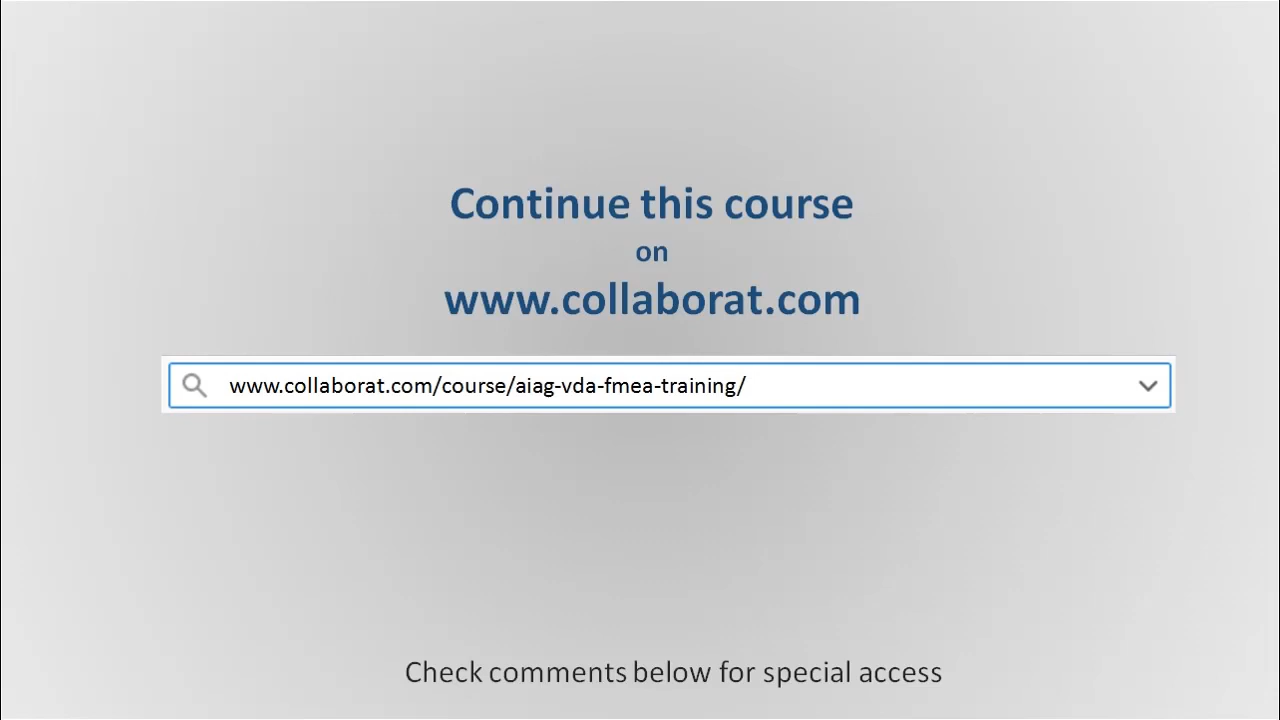 Continue this course
on
www.collaborat.com
www.collaborat.com/course/aiag-vda-fmea-training/
Check comments below for special access